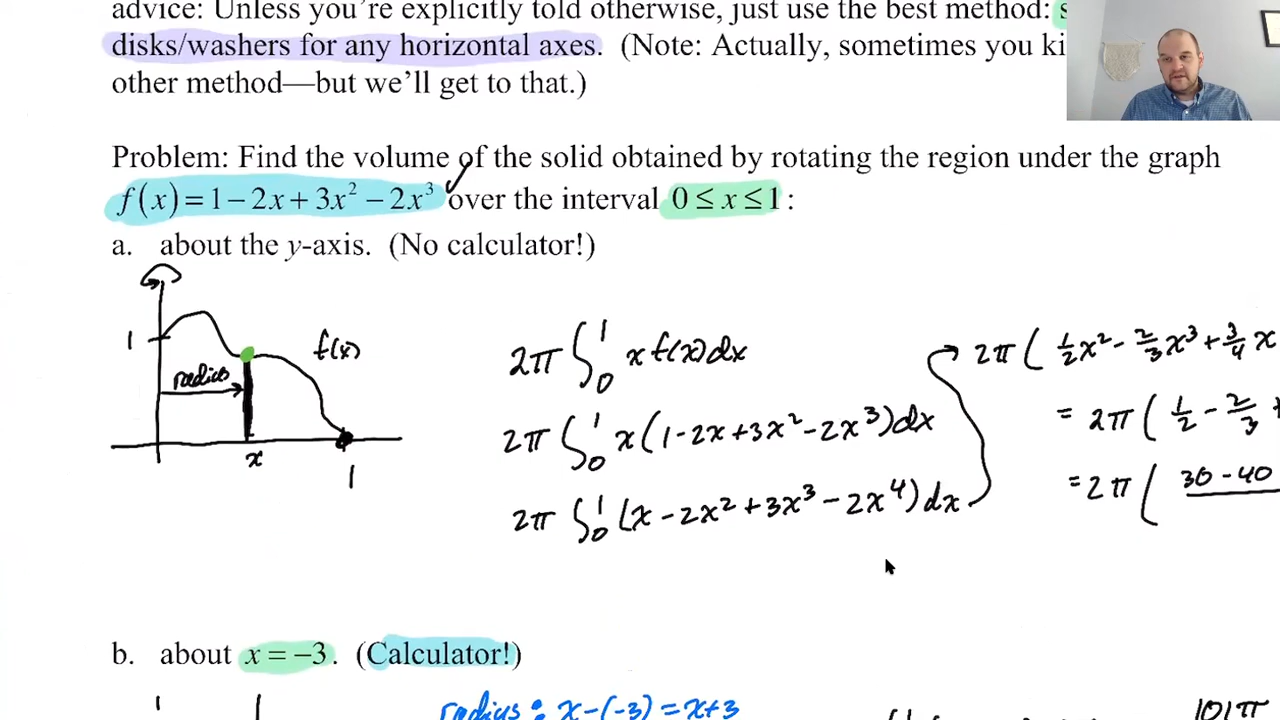 advice: Unless you're explicitly told otherwise, just use the best method:
disks/washers for any horizontal axes. (Note: Actually, sometimes you
other method—but we'll get to that.)
Problem: Find the volume of the solid obtained by rotating the region under the graph
f(x) = 1 − 2x + 3x² − 2x³ over the interval 0 ≤ x ≤ 1 :
a. about the y-axis. (No calculator!)
1
radius
f(x)
x
1
2π ∫₀¹ x f(x) dx
2π ∫₀¹ x(1-2x+3x²-2x³)dx
2π ∫₀¹ (x - 2x² + 3x³ - 2x⁴) dx
2π ( ½x² - ⅔x³ + ¾x
= 2π ( ½ - ⅔ +
= 2π ( 30 - 40
b. about x = −3. (Calculator!)
radius : x-(-3) = x+3
101π